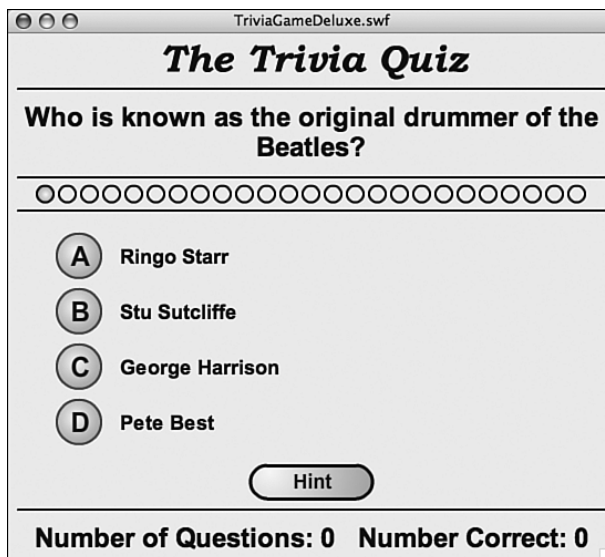 TriviaGameDeluxe.swf
The Trivia Quiz
Who is known as the original drummer of the
Beatles?
A Ringo Starr
B Stu Sutcliffe
C George Harrison
D Pete Best
Hint
Number of Questions: 0 Number Correct: 0